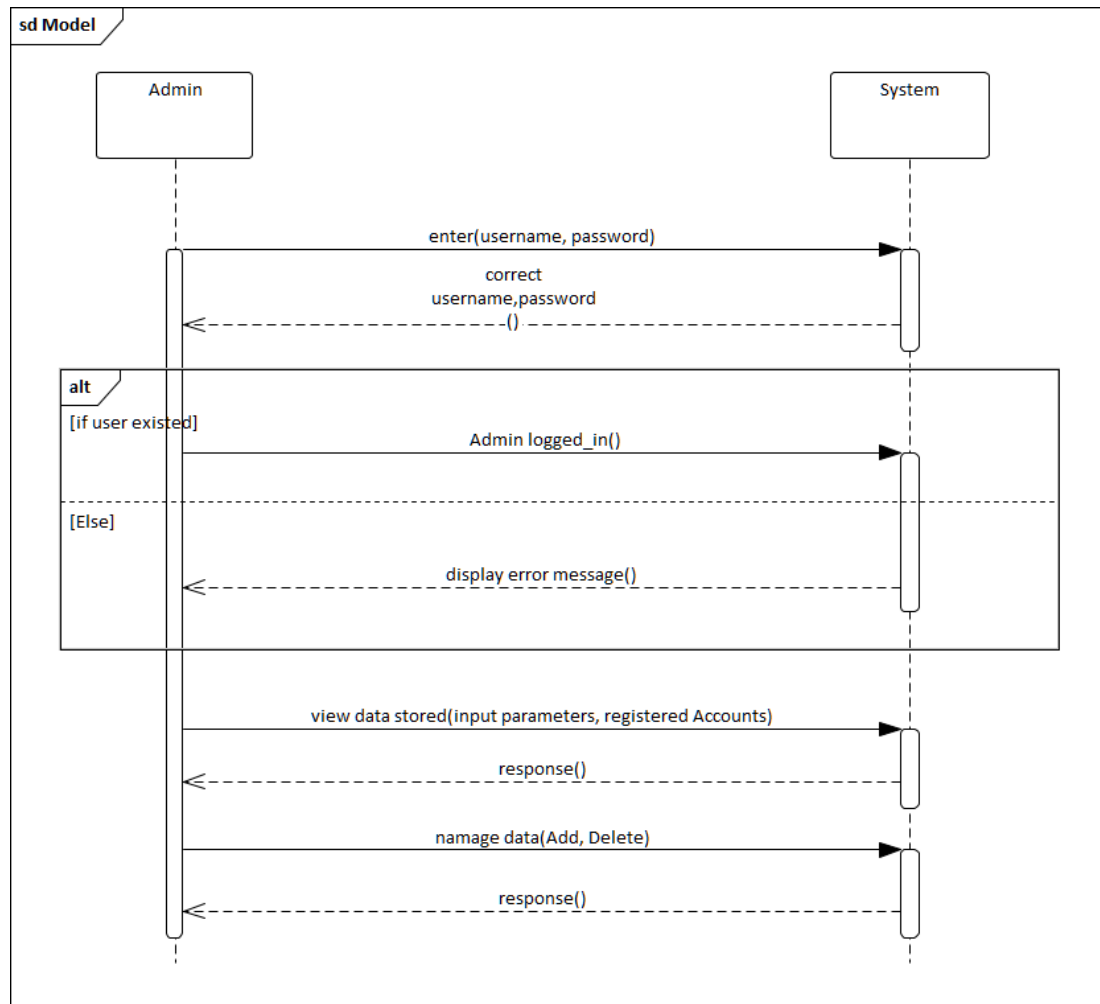 sd Model
Admin
System
enter(username, password)
correct
username,password
()
alt
[if user existed]
Admin logged_in()
[Else]
display error message()
view data stored(input parameters, registered Accounts)
response()
namage data(Add, Delete)
response()